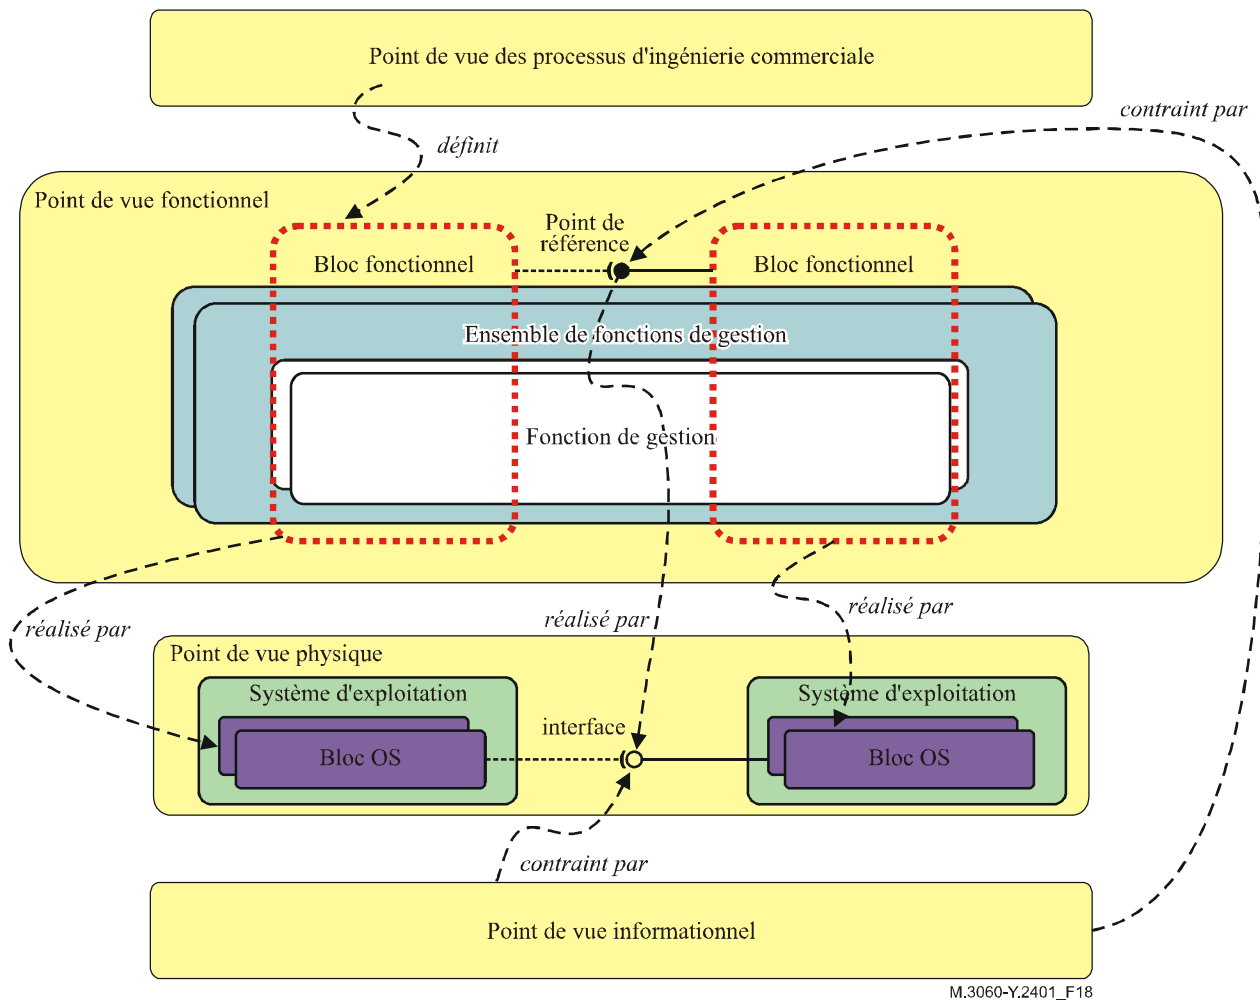 Point de vue des processus d'ingénierie commerciale
contraint par
définit
Point de vue fonctionnel
Point de
référence
Bloc fonctionnel
Bloc fonctionnel
Ensemble de fonctions de gestion
Fonction de gestion
réalisé par
réalisé par
réalisé par
Point de vue physique
Système d'exploitation
Système d'exploitation
interface
Bloc OS
Bloc OS
contraint par
Point de vue informationnel
M.3060-Y.2401_F18